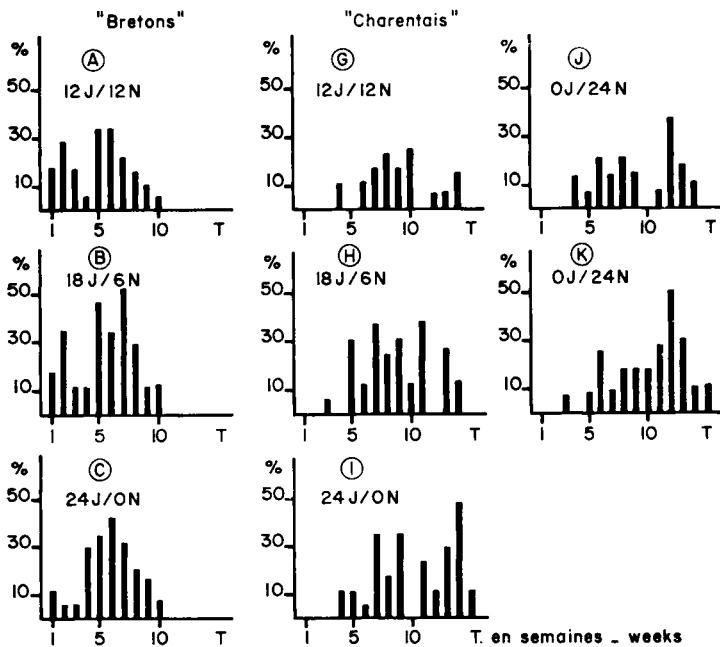 "Bretons" "Charentais"
% A 12J/12N
50
30
10
1 5 10 T
% G 12J/12N
50
30
10
1 5 10 T
% J 0J/24N
50
30
10
1 5 10 T
% B 18J/6N
50
30
10
1 5 10 T
% H 18J/6N
50
30
10
1 5 10 T
% K 0J/24N
50
30
10
1 5 10 T
% C 24J/0N
50
30
10
1 5 10 T
% I 24J/0N
50
30
10
1 5 10
T. en semaines _ weeks